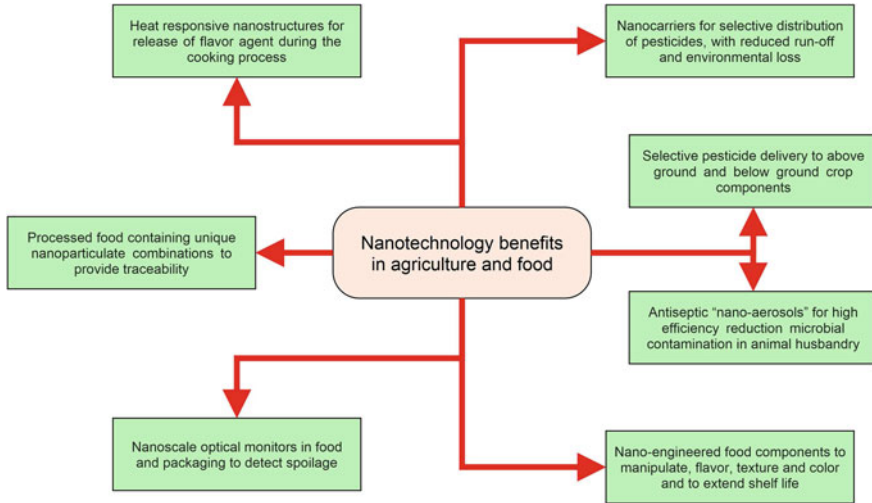 Heat responsive nanostructures for
release of flavor agent during the
cooking process
Nanocarriers for selective distribution
of pesticides, with reduced run-off
and environmental loss
Selective pesticide delivery to above
ground and below ground crop
components
Processed food containing unique
nanoparticulate combinations to
provide traceability
Nanotechnology benefits
in agriculture and food
Antiseptic “nano-aerosols” for high
efficiency reduction microbial
contamination in animal husbandry
Nanoscale optical monitors in food
and packaging to detect spoilage
Nano-engineered food components to
manipulate, flavor, texture and color
and to extend shelf life